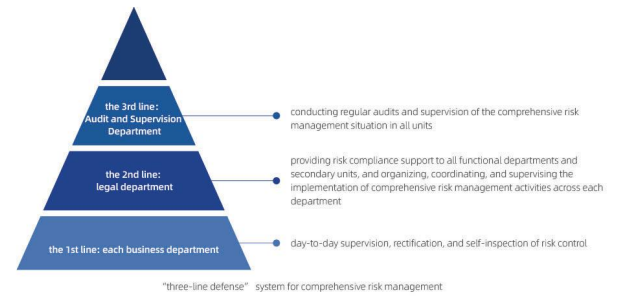 the 3rd line:
Audit and Supervision
Department
conducting regular audits and supervision of the comprehensive risk
management situation in all units
the 2nd line:
legal department
providing risk compliance support to all functional departments and
secondary units, and organizing, coordinating, and supervising the
implementation of comprehensive risk management activities across each
department
the 1st line: each business department
day-to-day supervision, rectification, and self-inspection of risk control
“three-line defense” system for comprehensive risk management